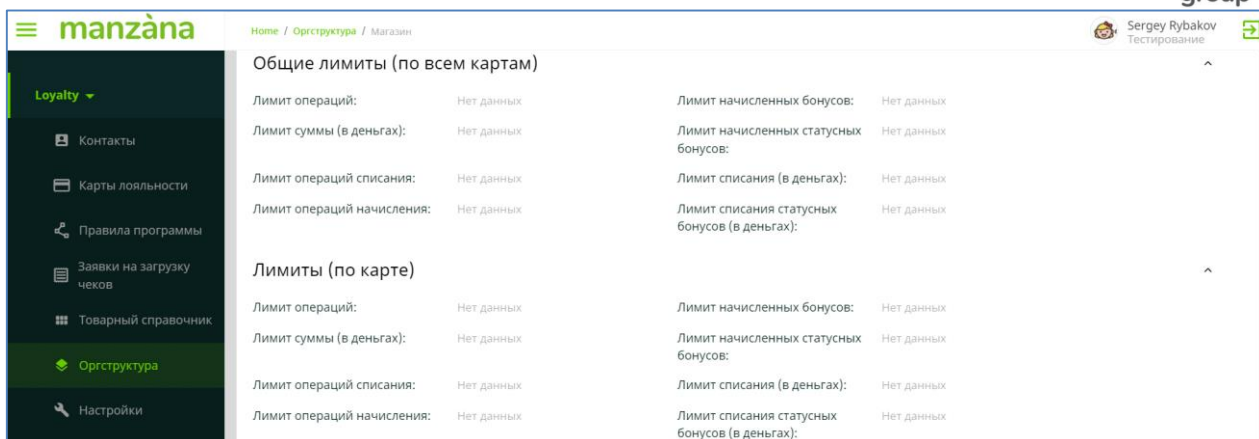 group
manzàna
Home / Оргструктура / Магазин
Sergey Rybakov
Тестирование
Loyalty
Контакты
Карты лояльности
Правила программы
Заявки на загрузку
чеков
Товарный справочник
Оргструктура
Настройки
Общие лимиты (по всем картам)
Лимит операций: Нет данных Лимит начисленных бонусов: Нет данных
Лимит суммы (в деньгах): Нет данных Лимит начисленных статусных Нет данных
бонусов:
Лимит операций списания: Нет данных Лимит списания (в деньгах): Нет данных
Лимит операций начисления: Нет данных Лимит списания статусных Нет данных
бонусов (в деньгах):
Лимиты (по карте)
Лимит операций: Нет данных Лимит начисленных бонусов: Нет данных
Лимит суммы (в деньгах): Нет данных Лимит начисленных статусных Нет данных
бонусов:
Лимит операций списания: Нет данных Лимит списания (в деньгах): Нет данных
Лимит операций начисления: Нет данных Лимит списания статусных Нет данных
бонусов (в деньгах):